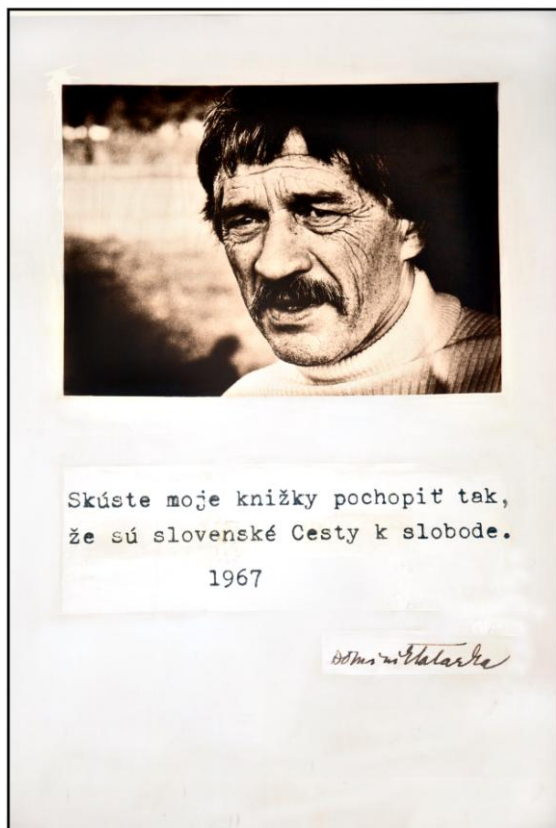 Skúste moje knižky pochopiť tak,
že sú slovenské Cesty k slobode.
1967
Dominik Tatarka